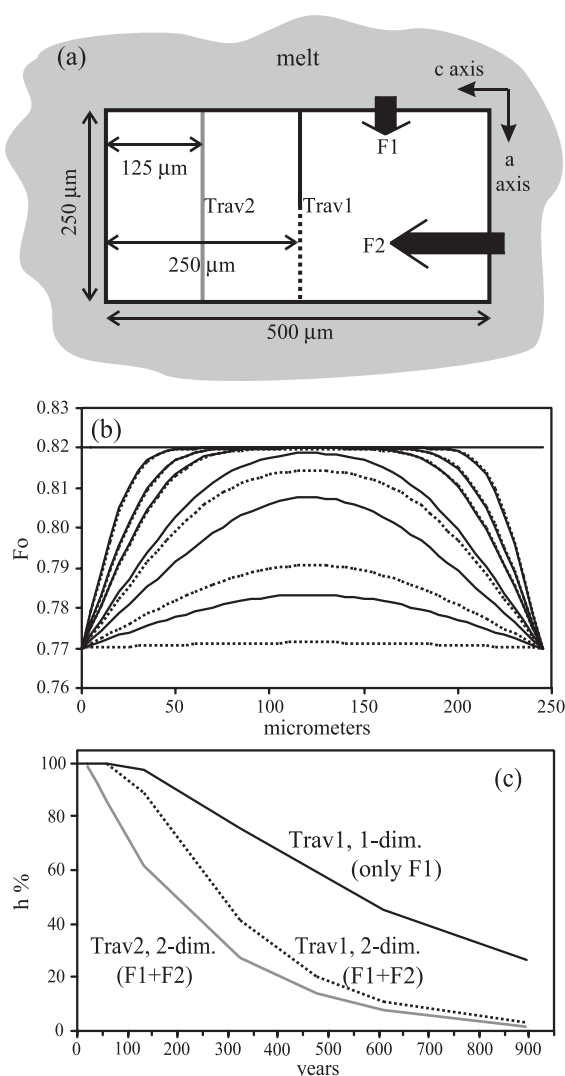 (a)
melt
c axis
a
axis
F1
125 μm
250 μm
Trav2
Trav1
F2
250 μm
500 μm
0.83
(b)
0.82
0.81
0.80
Fo
0.79
0.78
0.77
0.76
0 50 100 150 200 250
micrometers
100
(c)
80
Trav1, 1-dim.
(only F1)
60
h %
40
Trav2, 2-dim.
(F1+F2)
Trav1, 2-dim.
(F1+F2)
20
0
0 100 200 300 400 500 600 700 800 900
years